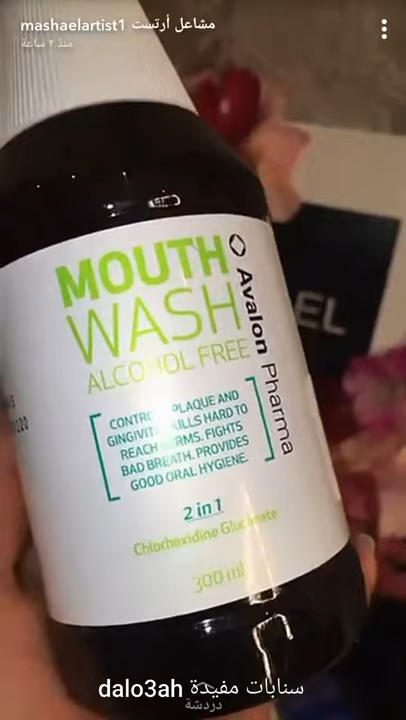 mashaelartist1 مشاعل أرتست
منذ ٢ ساعة
MOUTH
WASH
ALCOHOL FREE
Avalon Pharma
CONTROLS PLAQUE AND
GINGIVITIS KILLS HARD TO
REACH GERMS. FIGHTS
BAD BREATH. PROVIDES
GOOD ORAL HYGIENE.
2 in 1
Chlorhexidine Gluconate
300 ml
EL
dalo3ah سنابات مفيدة
دردشة